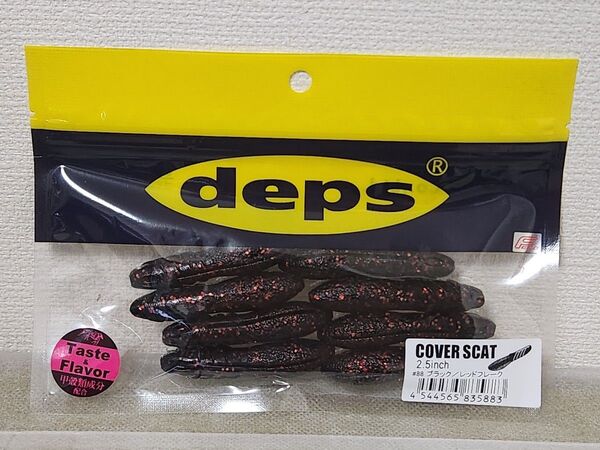 deps®
Taste
&
Flavor
甲殻類成分
配合
COVER SCAT
2.5inch
#88 ブラック／レッドフレーク
4 544565 835883